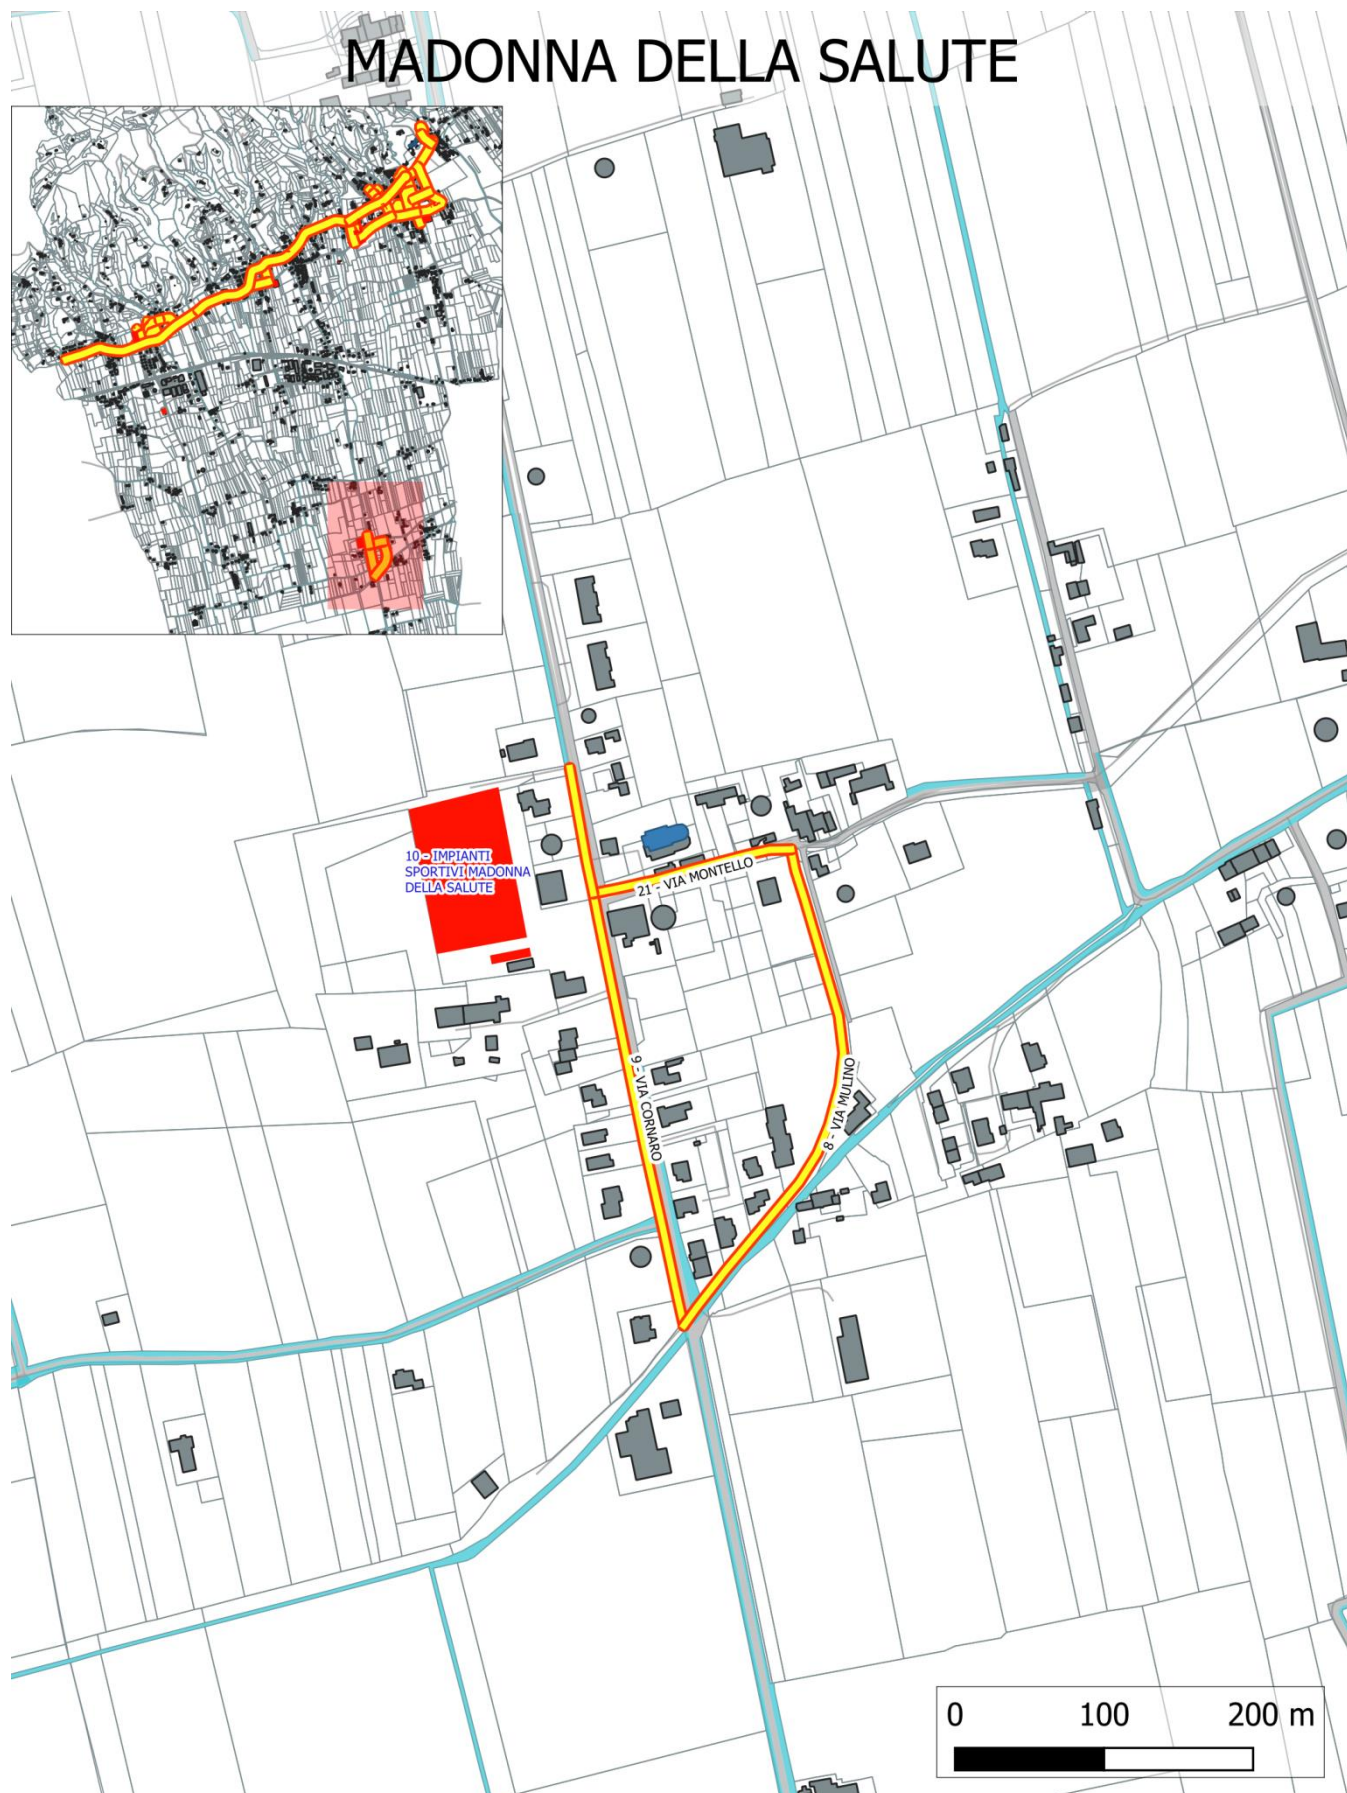 MADONNA DELLA SALUTE
10 - IMPIANTI
SPORTIVI MADONNA
DELLA SALUTE
21 - VIA MONTELLO
9 - VIA CORNARO
8 - VIA MULINO
0 100 200 m